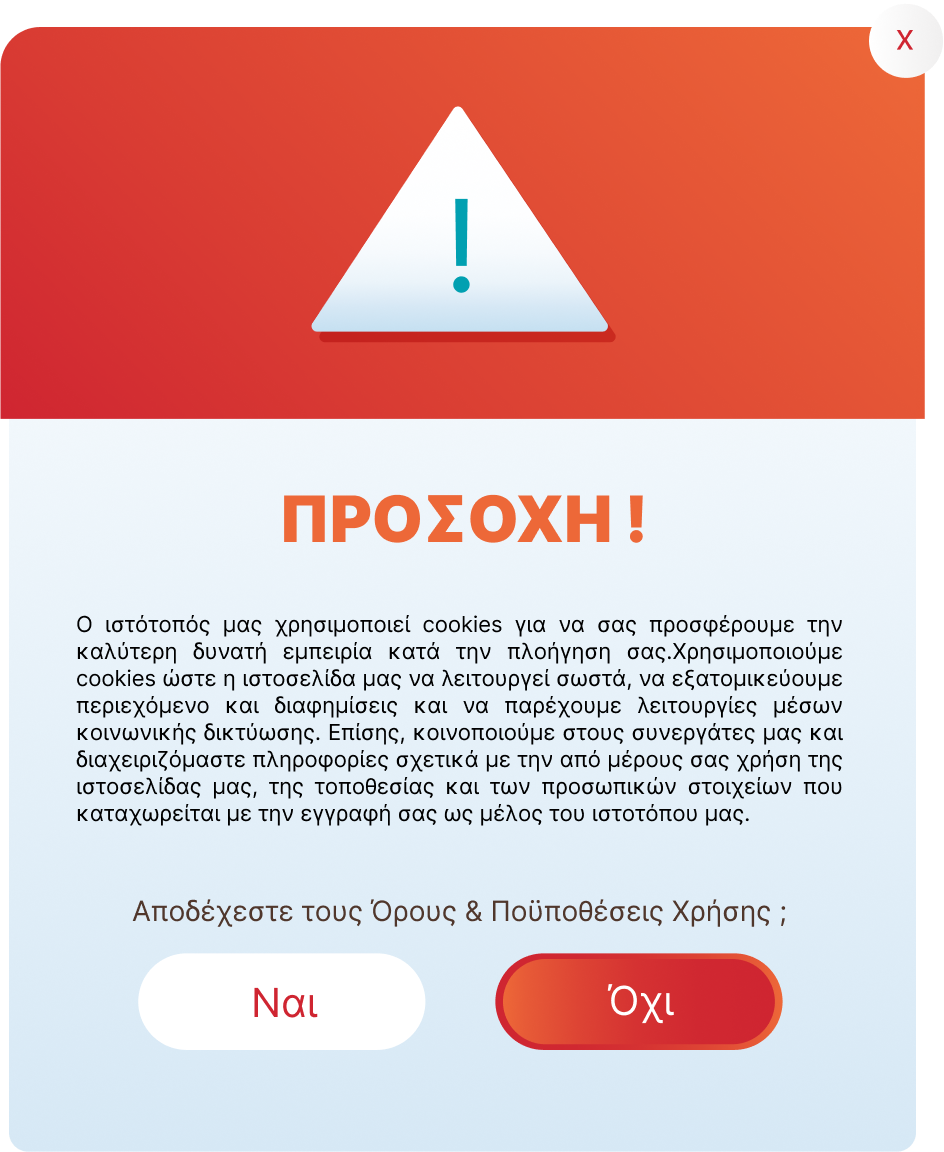 X
!
ΠΡΟΣΟΧΗ !
Ο ιστότοπός μας χρησιμοποιεί cookies για να σας προσφέρουμε την
καλύτερη δυνατή εμπειρία κατά την πλοήγηση σας.Χρησιμοποιούμε
cookies ώστε η ιστοσελίδα μας να λειτουργεί σωστά, να εξατομικεύουμε
περιεχόμενο και διαφημίσεις και να παρέχουμε λειτουργίες μέσων
κοινωνικής δικτύωσης. Επίσης, κοινοποιούμε στους συνεργάτες μας και
διαχειριζόμαστε πληροφορίες σχετικά με την από μέρους σας χρήση της
ιστοσελίδας μας, της τοποθεσίας και των προσωπικών στοιχείων που
καταχωρείται με την εγγραφή σας ως μέλος του ιστοτόπου μας.
Αποδέχεστε τους Όρους & Ποϋποθέσεις Χρήσης ;
Ναι
Όχι